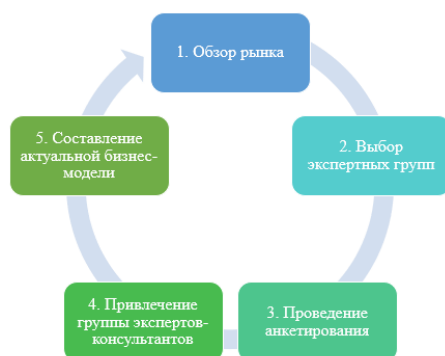 1. Обзор рынка
2. Выбор
экспертных групп
3. Проведение
анкетирования
4. Привлечение
группы экспертов-
консультантов
5. Составление
актуальной бизнес-
модели